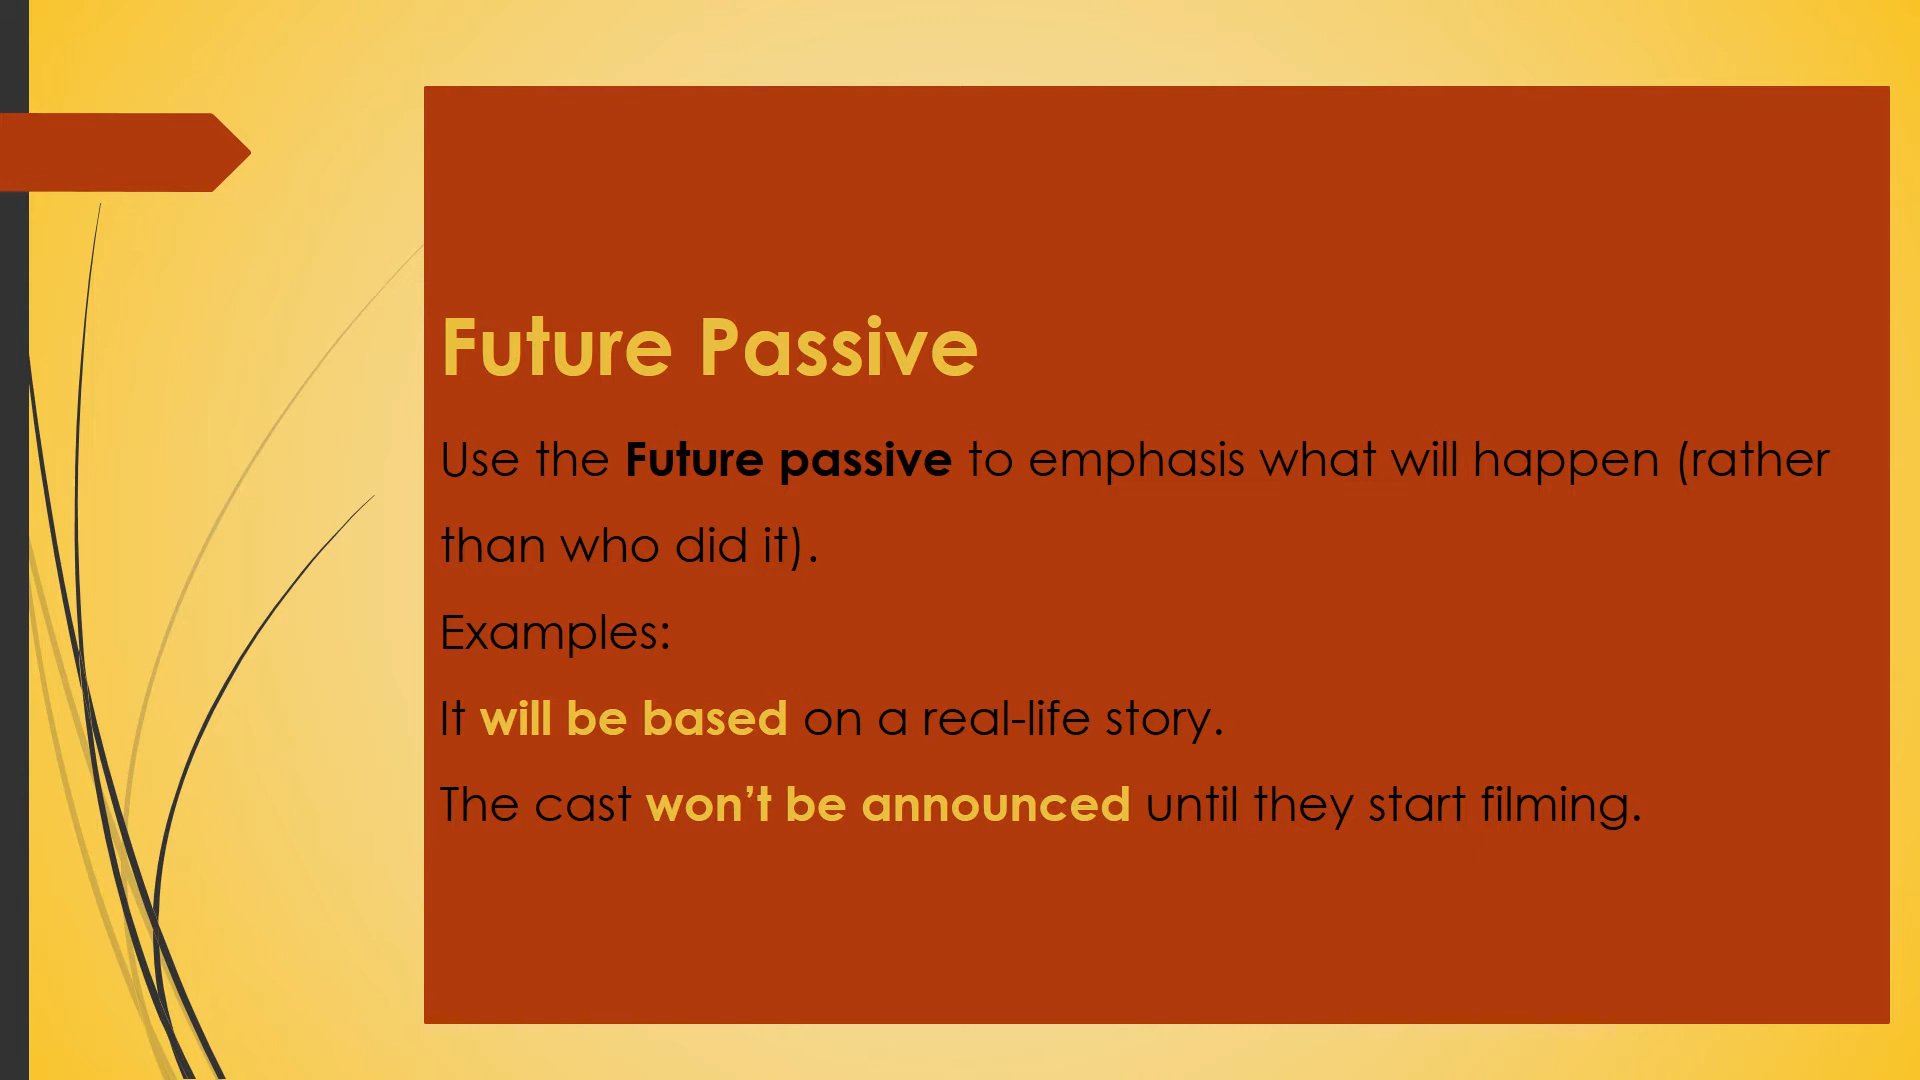 Future Passive
Use the Future passive to emphasis what will happen (rather
than who did it).
Examples:
It will be based on a real-life story.
The cast won’t be announced until they start filming.